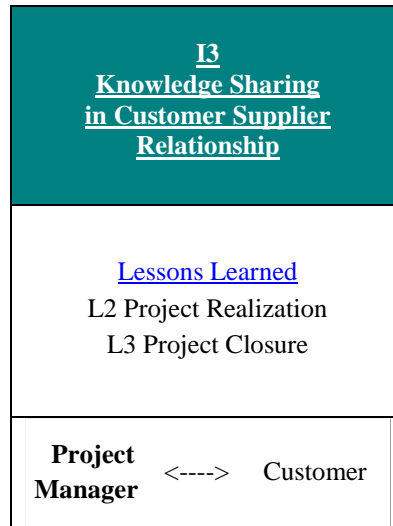 I3
Knowledge Sharing
in Customer Supplier
Relationship
Lessons Learned
L2 Project Realization
L3 Project Closure
Project
Manager <----> Customer